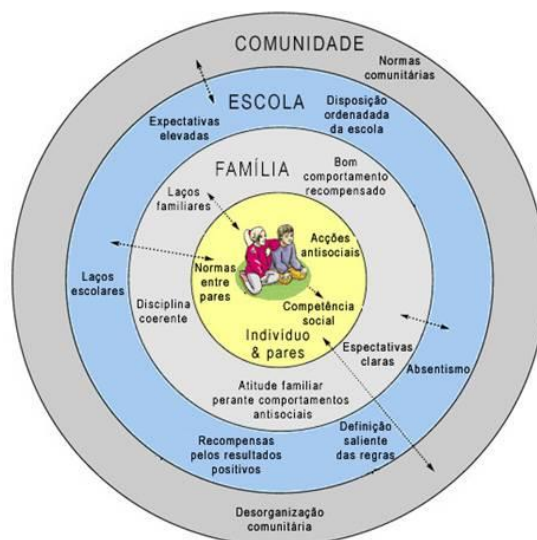 COMUNIDADE
Normas
comunitárias
ESCOLA
Disposição
ordenadada
da escola
Expectativas
elevadas
FAMÍLIA
Bom
comportamento
recompensado
Laços
familiares
Acções
antisociais
Normas
entre
pares
Laços
escolares
Disciplina
coerente
Competência
social
Indivíduo
& pares
Espectativas
claras
Absentismo
Atitude familiar
perante comportamentos
antisociais
Definição
saliente
das regras
Recompensas
pelos resultados
positivos
Desorganização
comunitária